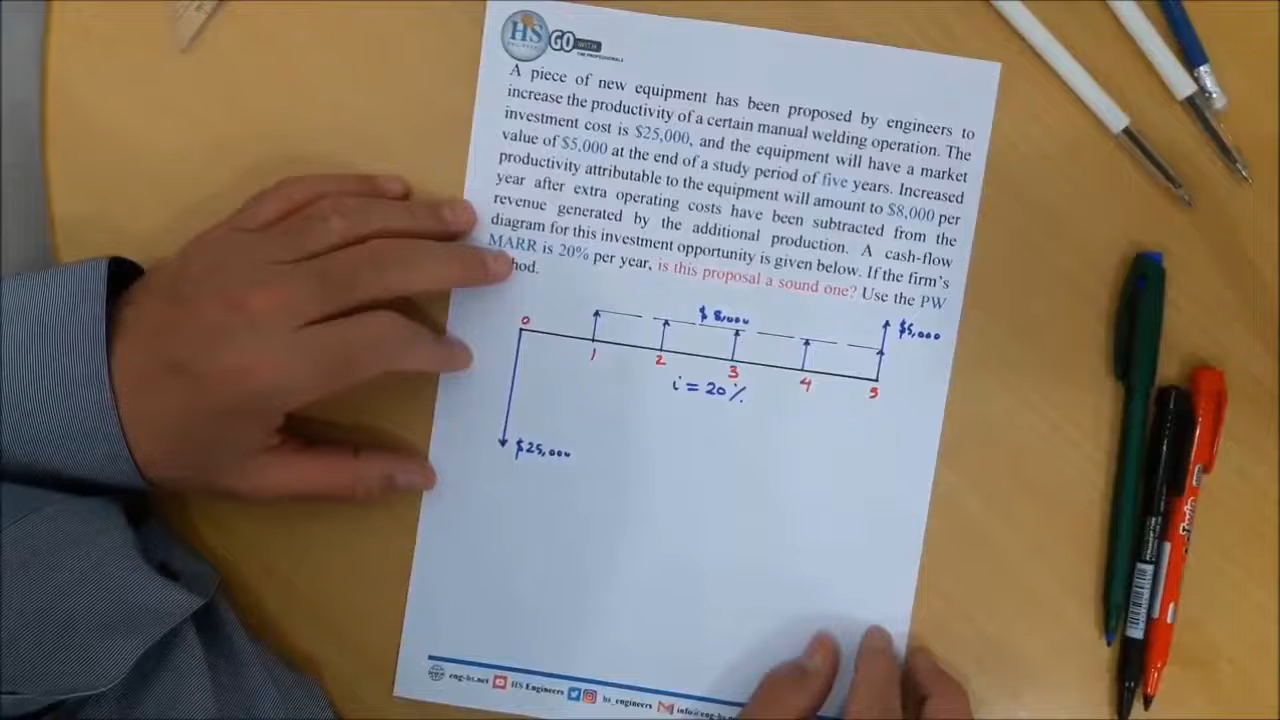 HS
GO WITH
THE PROFESSIONALS
A piece of new equipment has been proposed by engineers to
increase the productivity of a certain manual welding operation. The
investment cost is $25,000, and the equipment will have a market
value of $5,000 at the end of a study period of five years. Increased
productivity attributable to the equipment will amount to $8,000 per
year after extra operating costs have been subtracted from the
revenue generated by the additional production. A cash-flow
diagram for this investment opportunity is given below. If the firm's
MARR is 20% per year, is this proposal a sound one? Use the PW
hod.
0 1 2 3 4 5
$8,000
$5,000
i = 20%
$25,000
eng-hs.net HS Engineers hs_engineers info@eng-hs